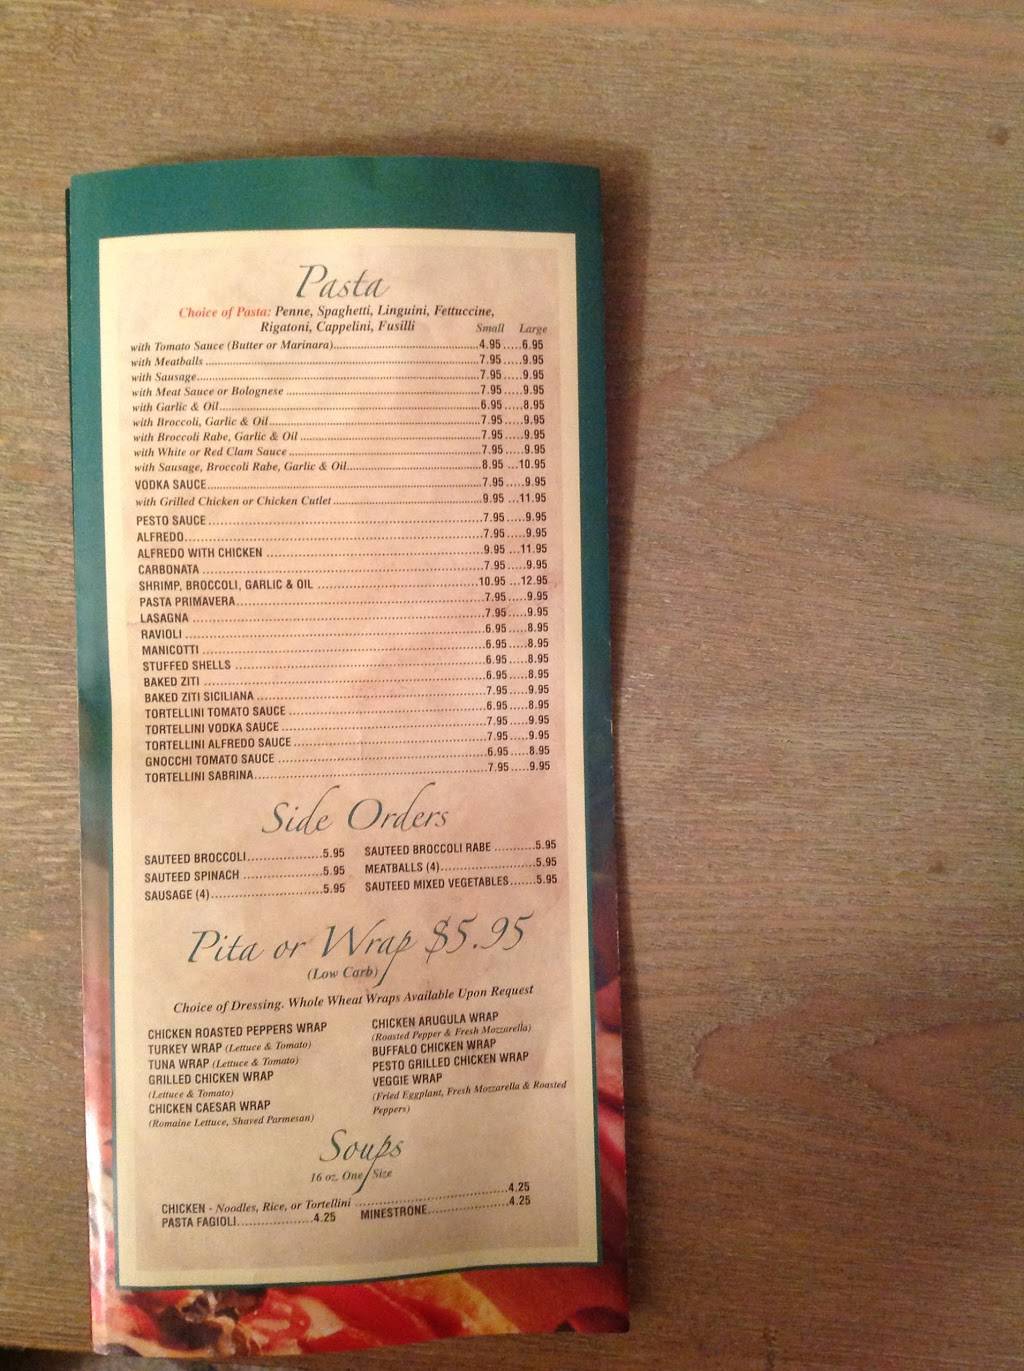 Pasta
Choice of Pasta: Penne, Spaghetti, Linguini, Fettuccine,
Rigatoni, Cappelini, Fusilli
Small Large
with Tomato Sauce (Butter or Marinara)....4.95.....6.95
with Meatballs....7.95.....9.95
with Sausage....7.95.....9.95
with Meat Sauce or Bolognese....7.95.....9.95
with Garlic & Oil....6.95.....8.95
with Broccoli, Garlic & Oil....7.95.....9.95
with Broccoli Rabe, Garlic & Oil....7.95.....9.95
with White or Red Clam Sauce....7.95.....9.95
with Sausage, Broccoli Rabe, Garlic & Oil....8.95...10.95
VODKA SAUCE....7.95.....9.95
with Grilled Chicken or Chicken Cutlet....9.95...11.95
PESTO SAUCE....7.95.....9.95
ALFREDO....7.95.....9.95
ALFREDO WITH CHICKEN....9.95...11.95
CARBONATA....7.95.....9.95
SHRIMP, BROCCOLI, GARLIC & OIL....10.95...12.95
PASTA PRIMAVERA....7.95.....9.95
LASAGNA....7.95.....9.95
RAVIOLI....6.95.....8.95
MANICOTTI....6.95.....8.95
STUFFED SHELLS....6.95.....8.95
BAKED ZITI....6.95.....8.95
BAKED ZITI SICILIANA....7.95.....9.95
TORTELLINI TOMATO SAUCE....6.95.....8.95
TORTELLINI VODKA SAUCE....7.95.....9.95
TORTELLINI ALFREDO SAUCE....7.95.....9.95
GNOCCHI TOMATO SAUCE....6.95.....8.95
TORTELLINI SABRINA....7.95.....9.95
Side Orders
SAUTEED BROCCOLI....5.95
SAUTEED SPINACH....5.95
SAUSAGE (4)....5.95
SAUTEED BROCCOLI RABE....5.95
MEATBALLS (4)....5.95
SAUTEED MIXED VEGETABLES....5.95
Pita or Wrap $5.95
(Low Carb)
Choice of Dressing. Whole Wheat Wraps Available Upon Request
CHICKEN ROASTED PEPPERS WRAP
TURKEY WRAP (Lettuce & Tomato)
TUNA WRAP (Lettuce & Tomato)
GRILLED CHICKEN WRAP
(Lettuce & Tomato)
CHICKEN CAESAR WRAP
(Romaine Lettuce, Shaved Parmesan)
CHICKEN ARUGULA WRAP
(Roasted Pepper & Fresh Mozzarella)
BUFFALO CHICKEN WRAP
PESTO GRILLED CHICKEN WRAP
VEGGIE WRAP
(Fried Eggplant, Fresh Mozzarella & Roasted
Peppers)
Soups
16 oz. One Size
CHICKEN - Noodles, Rice, or Tortellini....4.25
PASTA FAGIOLI....4.25 MINESTRONE....4.25